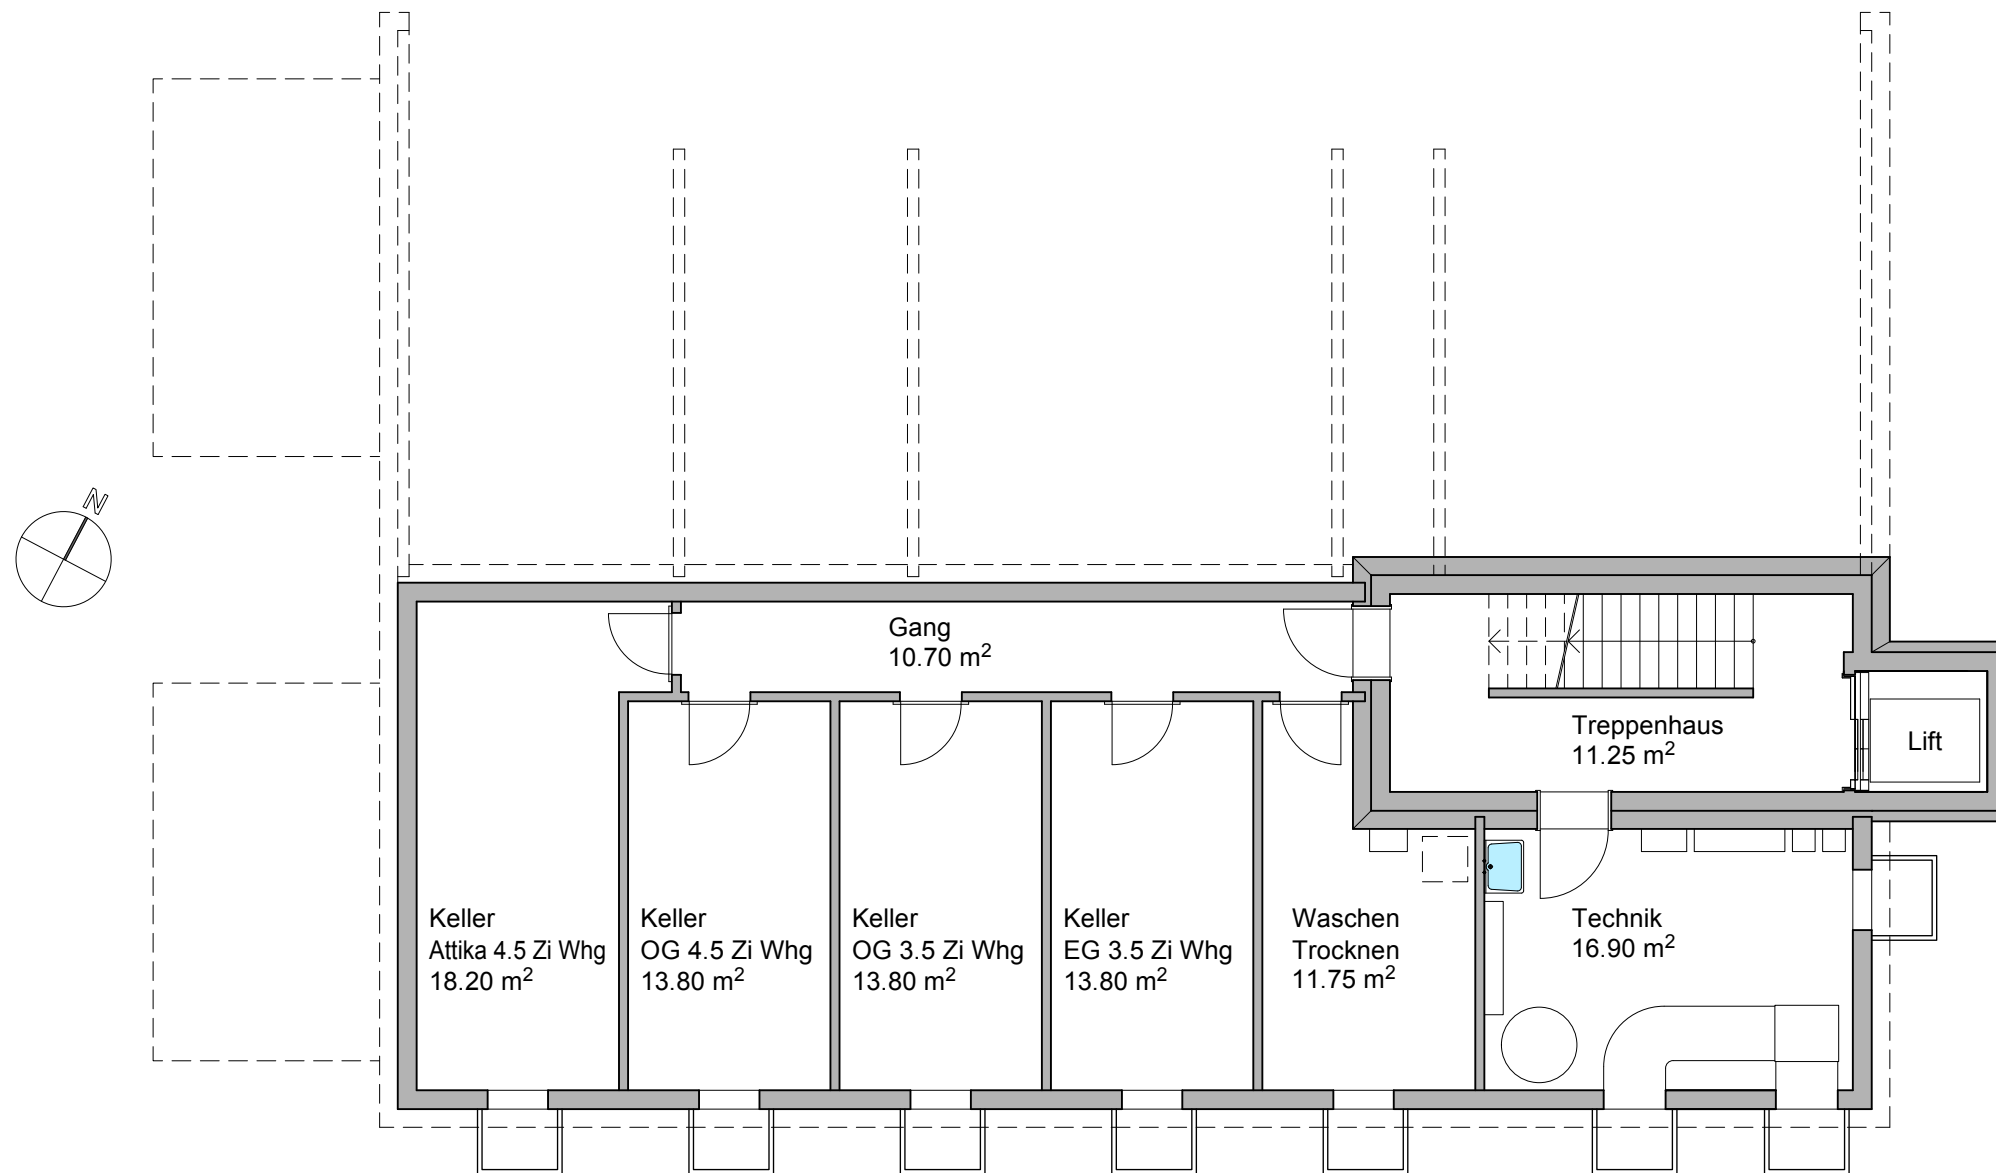 N
Gang
10.70 m²
Treppenhaus
11.25 m²
Lift
Keller
Attika 4.5 Zi Whg
18.20 m²
Keller
OG 4.5 Zi Whg
13.80 m²
Keller
OG 3.5 Zi Whg
13.80 m²
Keller
EG 3.5 Zi Whg
13.80 m²
Waschen
Trocknen
11.75 m²
Technik
16.90 m²